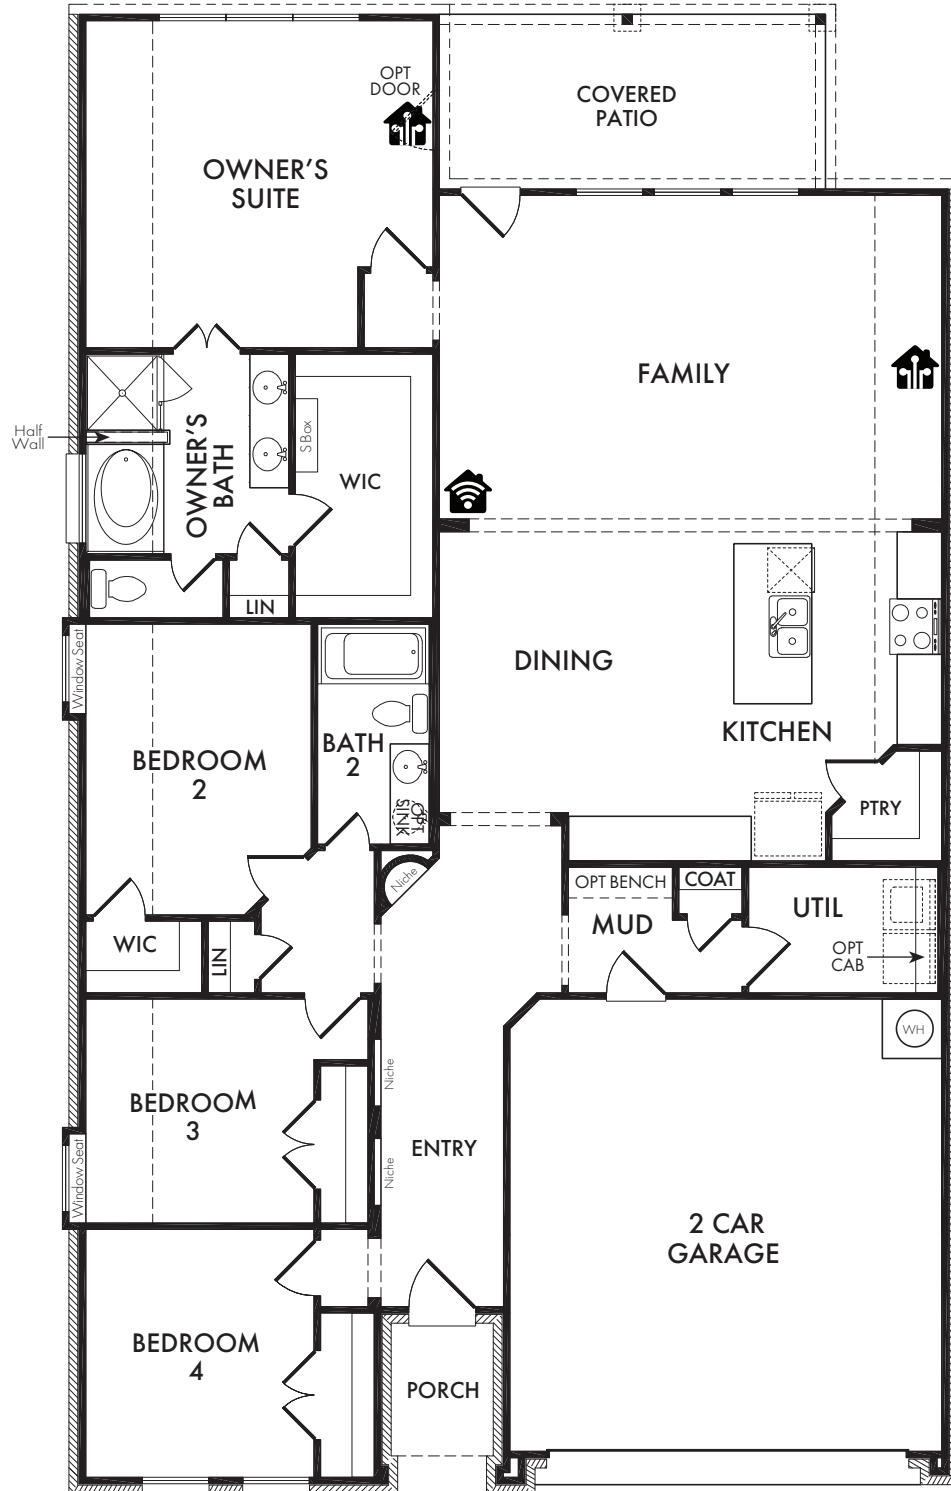 OPT
DOOR
COVERED
PATIO
OWNER'S
SUITE
FAMILY
Half
Wall
OWNER'S
BATH
S Box
WIC
LIN
Window Seat
DINING
KITCHEN
BEDROOM
2
BATH
2
OPT
SINK
PTRY
Niche
OPT BENCH
COAT
MUD
UTIL
OPT
CAB
WIC
LIN
WH
BEDROOM
3
Niche
Window Seat
Niche
ENTRY
2 CAR
GARAGE
BEDROOM
4
PORCH